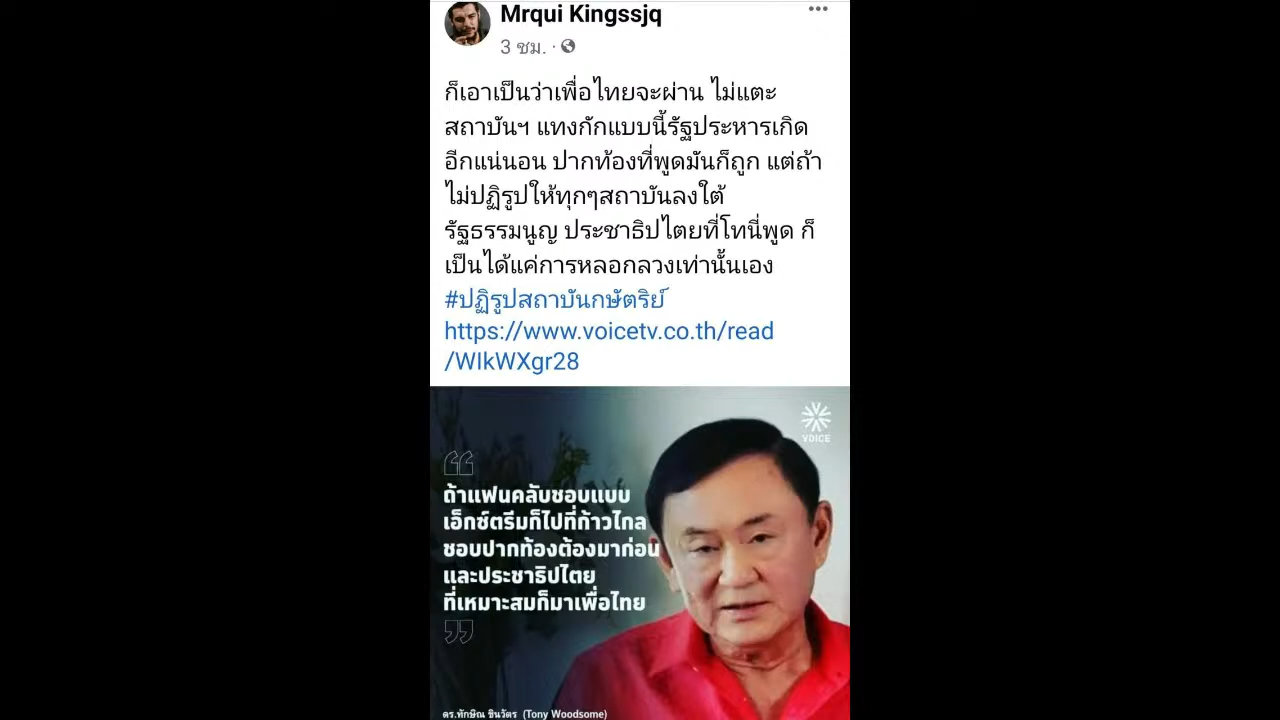 Mrqui Kingssjq
3 ชม. ·
ก็เอาเป็นว่าเพื่อไทยจะผ่าน ไม่แตะ
สถาบันฯ แทงกักแบบนี้รัฐประหารเกิด
อีกแน่นอน ปากท้องที่พูดมันก็ถูก แต่ถ้า
ไม่ปฏิรูปให้ทุกๆสถาบันลงใต้
รัฐธรรมนูญ ประชาธิปไตยที่โทนี่พูด ก็
เป็นได้แค่การหลอกลวงเท่านั้นเอง
#ปฏิรูปสถาบันกษัตริย์
https://www.voicetv.co.th/read
/WIkWXgr28
VOICE
ถ้าแฟนคลับชอบแบบ
เอ็กซ์ตรีมก็ไปที่ก้าวไกล
ชอบปากท้องต้องมาก่อน
และประชาธิปไตย
ที่เหมาะสมก็มาเพื่อไทย
ดร.ทักษิณ ชินวัตร (Tony Woodsome)